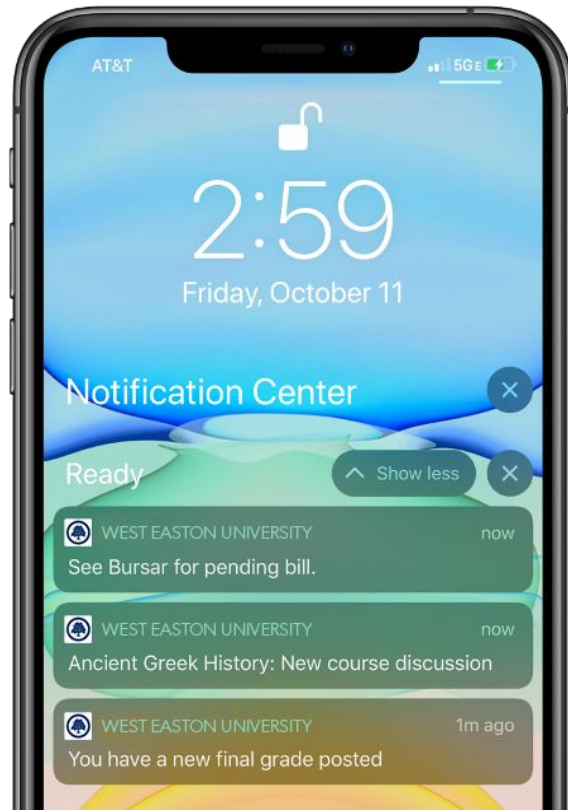 AT&T 5GE
2:59
Friday, October 11
Notification Center
Ready Show less
WEST EASTON UNIVERSITY now
See Bursar for pending bill.
WEST EASTON UNIVERSITY now
Ancient Greek History: New course discussion
WEST EASTON UNIVERSITY 1m ago
You have a new final grade posted